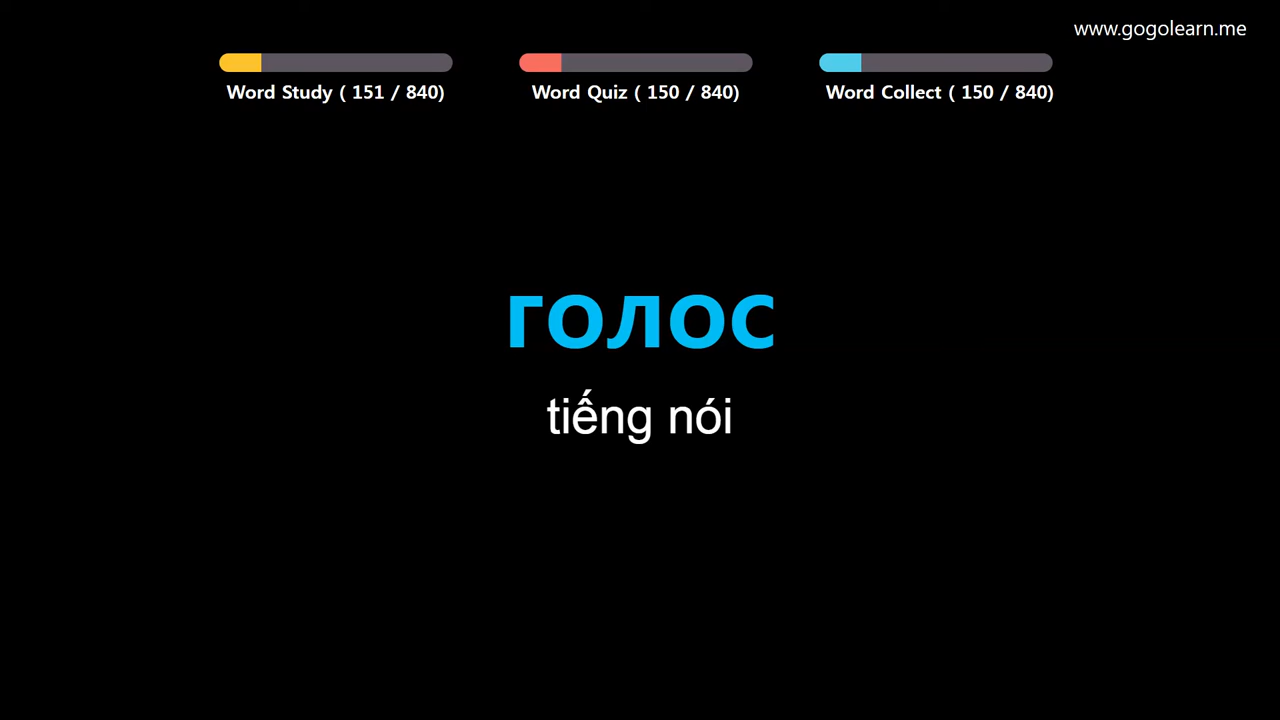 www.gogolearn.me
Word Study ( 151 / 840)
Word Quiz ( 150 / 840)
Word Collect ( 150 / 840)
голос
tiếng nói